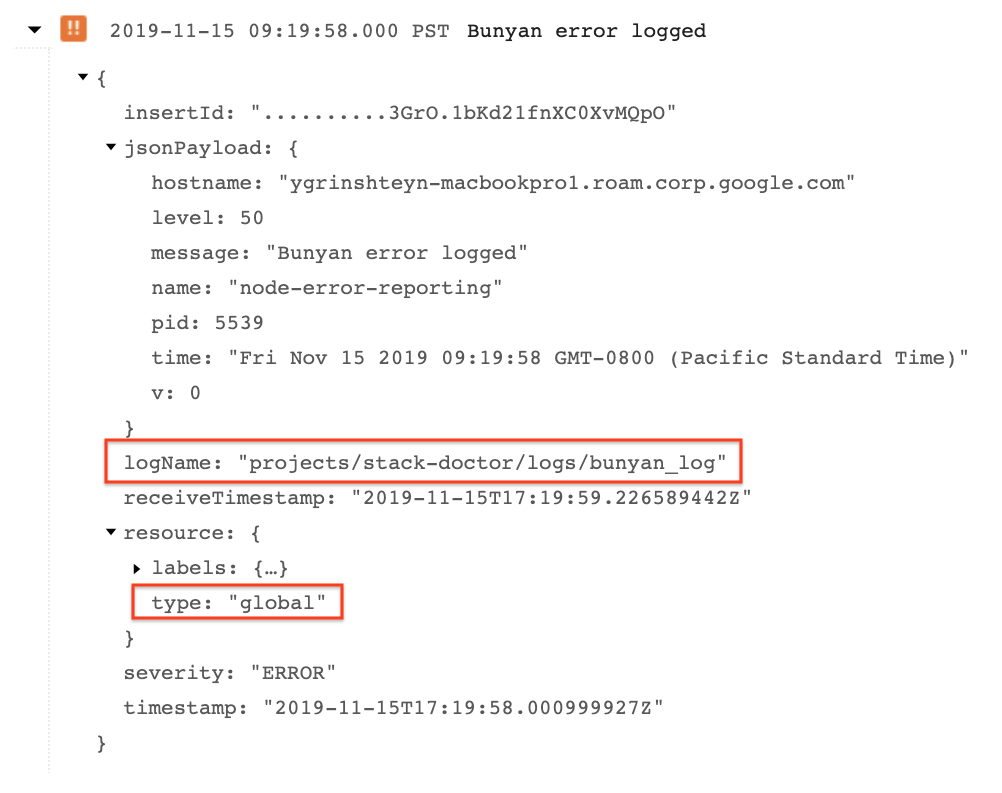 !! 2019-11-15 09:19:58.000 PST Bunyan error logged
{
insertId: "..........3GrO.1bKd21fnXC0XvMQpO"
jsonPayload: {
hostname: "ygrinshteyn-macbookpro1.roam.corp.google.com"
level: 50
message: "Bunyan error logged"
name: "node-error-reporting"
pid: 5539
time: "Fri Nov 15 2019 09:19:58 GMT-0800 (Pacific Standard Time)"
v: 0
}
logName: "projects/stack-doctor/logs/bunyan_log"
receiveTimestamp: "2019-11-15T17:19:59.226589442Z"
resource: {
labels: {…}
type: "global"
}
severity: "ERROR"
timestamp: "2019-11-15T17:19:58.000999927Z"
}